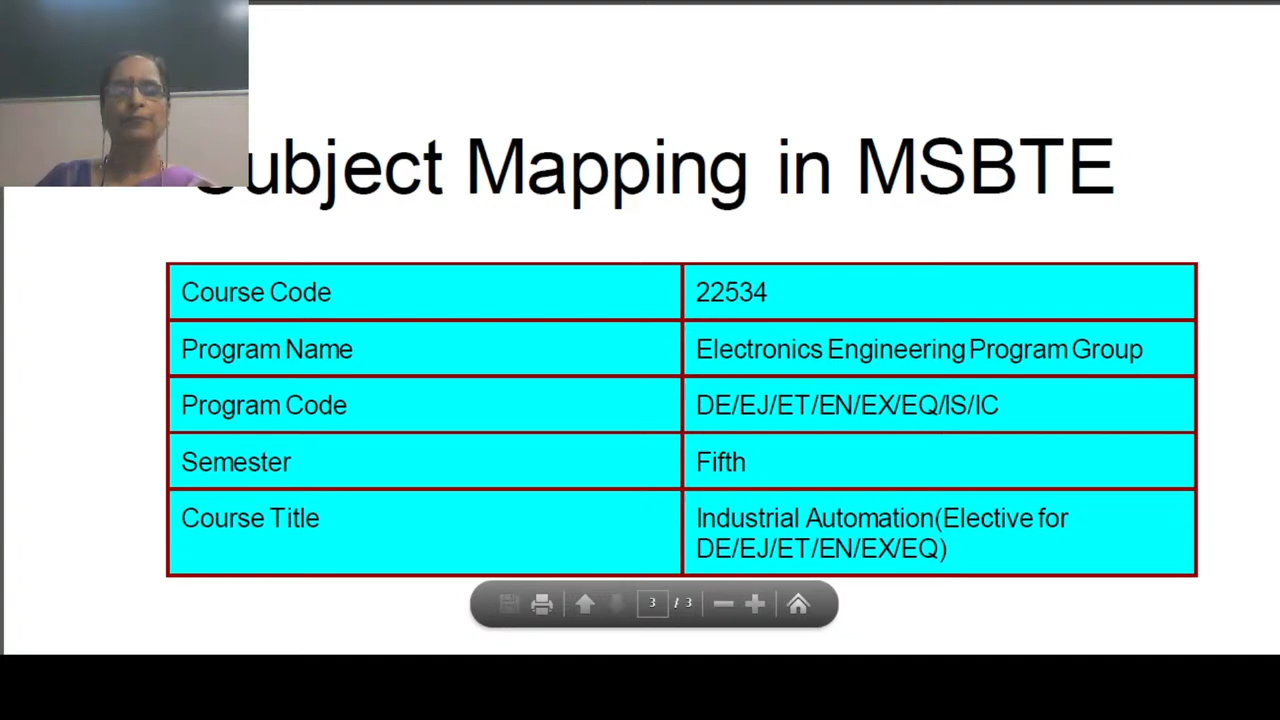 Subject Mapping in MSBTE
Course Code 22534
Program Name Electronics Engineering Program Group
Program Code DE/EJ/ET/EN/EX/EQ/IS/IC
Semester Fifth
Course Title Industrial Automation(Elective for
DE/EJ/ET/EN/EX/EQ)
3 / 3